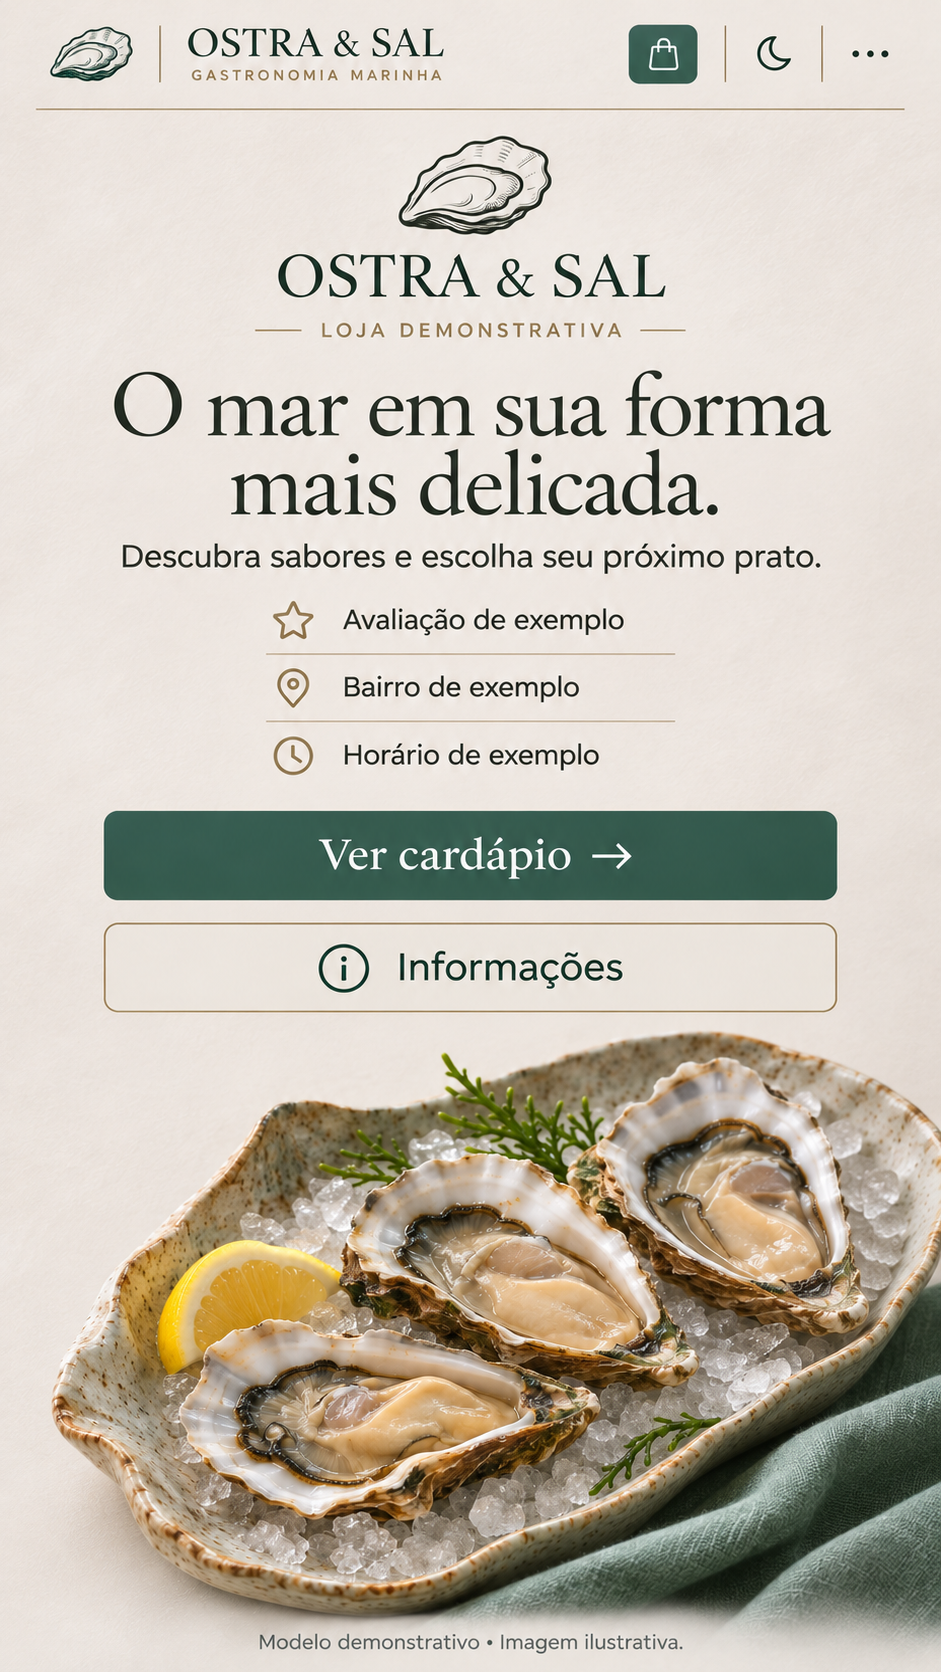 OSTRA & SAL
GASTRONOMIA MARINHA
OSTRA & SAL
LOJA DEMONSTRATIVA
O mar em sua forma
mais delicada.
Descubra sabores e escolha seu próximo prato.
Avaliação de exemplo
Bairro de exemplo
Horário de exemplo
Ver cardápio →
Informações
Modelo demonstrativo • Imagem ilustrativa.